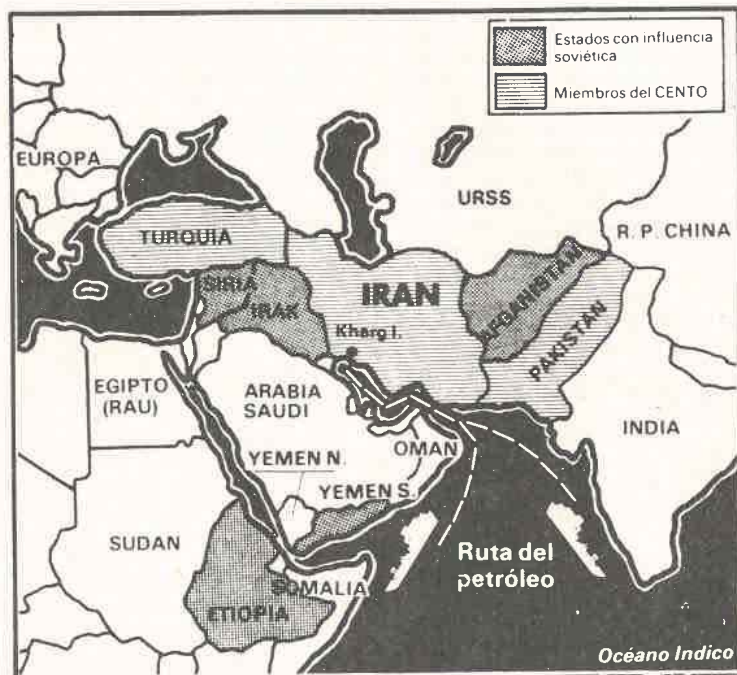 Estados con influencia
soviética
Miembros del CENTO
EUROPA
URSS
R. P. CHINA
TURQUIA
SIRIA
IRAK
IRAN
AFGANISTAN
PAKISTAN
Kharg I.
EGIPTO
(RAU)
ARABIA
SAUDI
OMAN
INDIA
YEMEN N.
YEMEN S.
SUDAN
Ruta del
petróleo
SOMALIA
ETIOPIA
Océano Indico